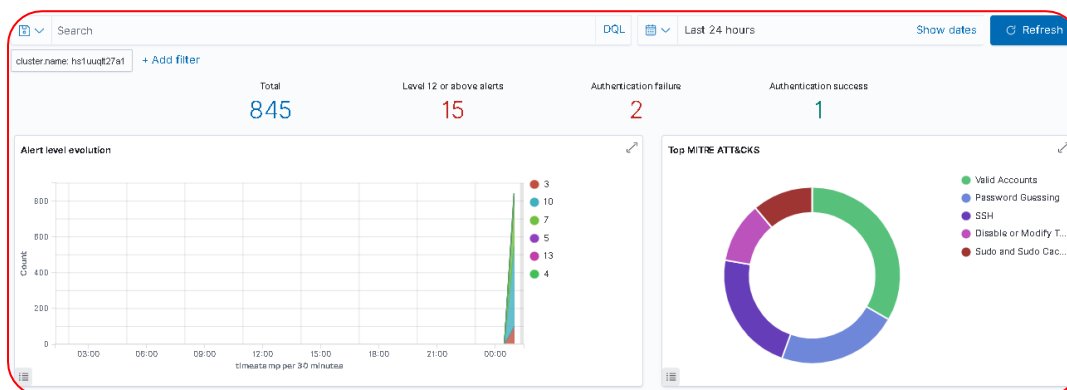 Search DQL Last 24 hours Show dates Refresh
cluster.name: hs1uuqlt27a1 + Add filter
Total Level 12 or above alerts Authentication failure Authentication success
845 15 2 1
Alert level evolution
800
600
400
200
0
Count
03:00 06:00 09:00 12:00 15:00 18:00 21:00 00:00
timestamp per 30 minutes
3
10
7
5
13
4
Top MITRE ATT&CKS
Valid Accounts
Password Guessing
SSH
Disable or Modify T...
Sudo and Sudo Cac...